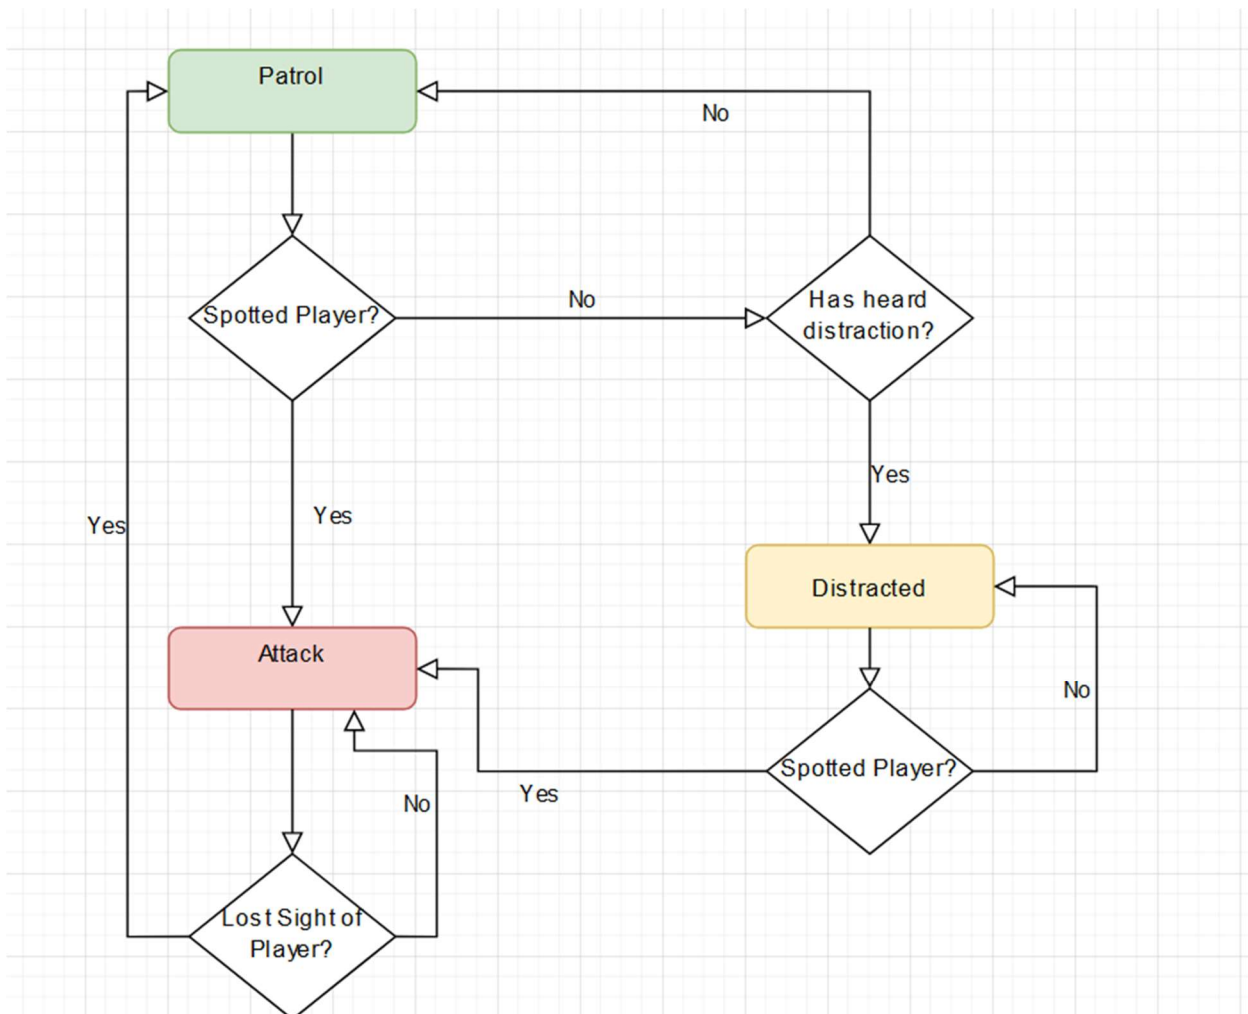 Patrol
No
Spotted Player?
No
Has heard
distraction?
Yes
Yes
Yes
Distracted
Attack
No
Spotted Player?
Yes
No
Lost Sight of
Player?